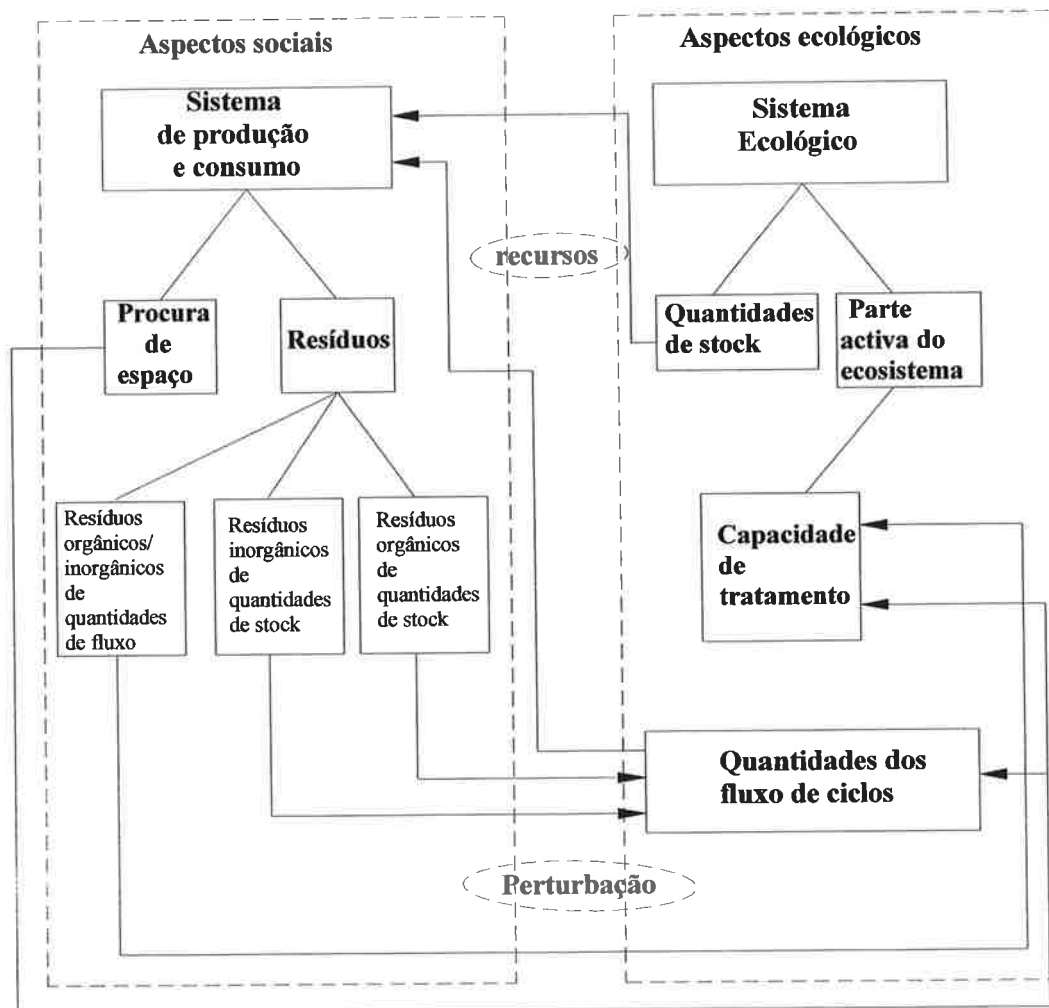 Aspectos sociais
Sistema
de produção
e consumo
Procura
de
espaço
Resíduos
Resíduos
orgânicos/
inorgânicos
de
quantidades
de fluxo
Resíduos
inorgânicos
de
quantidades
de stock
Resíduos
orgênicos
de
quantidades
de stock
recursos
Perturbação
Aspectos ecológicos
Sistema
Ecológico
Quantidades
de stock
Parte
activa do
ecosistema
Capacidade
de
tratamento
Quantidades dos
fluxo de ciclos